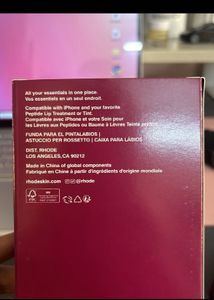 All your essentials in one place.
Vos essentiels en un seul endroit.
Compatible with iPhone and your favorite
Peptide Lip Treatment or Tint.
Compatible avec iPhone et votre Soin pour
les Lèvres aux Peptides ou Baume à Lèvres Teinté préféré.
FUNDA PARA EL PINTALABIOS |
ASTUCCIO PER ROSSETTO | CAIXA PARA LÁBIOS
DIST. RHODE
LOS ANGELES, CA 90212
Made in China of global components
Fabriqué en Chine à partir d'ingrédients d'origine mondiale
rhodeskin.com @rhode
FSC